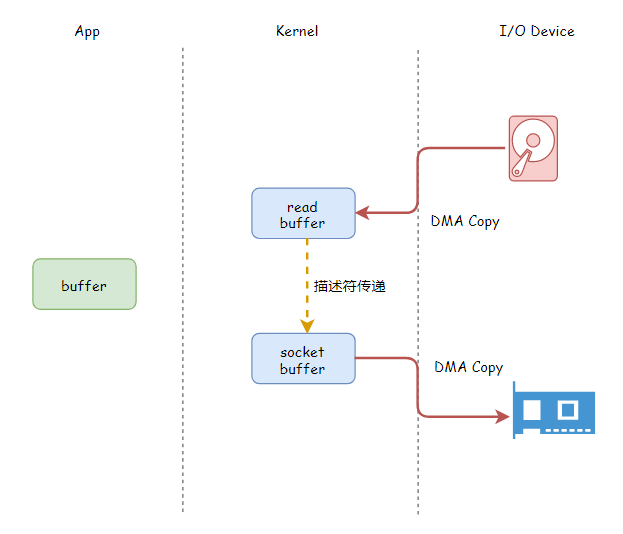 App
Kernel
I/O Device
read
buffer
DMA Copy
buffer
描述符传递
socket
buffer
DMA Copy